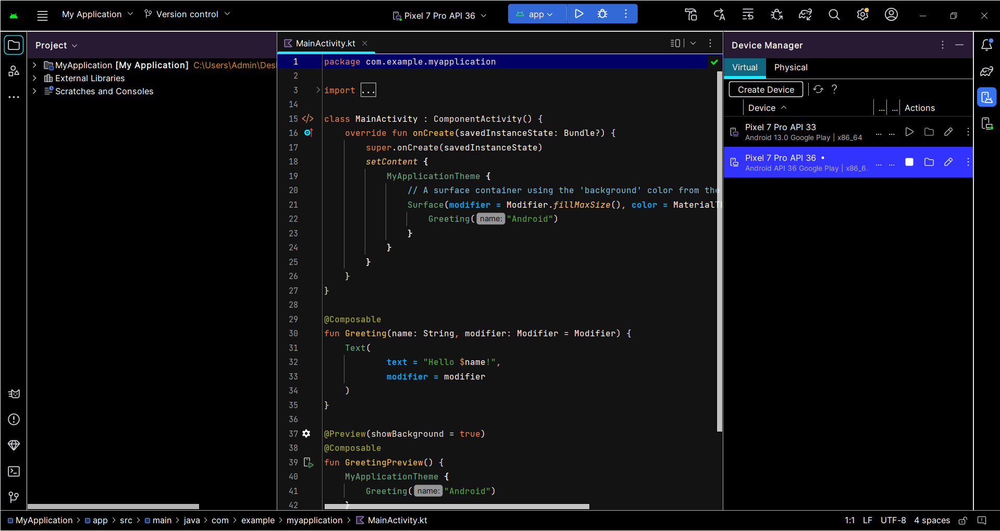 My Application
Version control
Pixel 7 Pro API 36
app
Project
MyApplication [My Application] C:\Users\Admin\Des
External Libraries
Scratches and Consoles
MainActivity.kt
1 package com.example.myapplication
2
3 import ...
14
15 class MainActivity : ComponentActivity() {
16 override fun onCreate(savedInstanceState: Bundle?) {
17 super.onCreate(savedInstanceState)
18 setContent {
19 MyApplicationTheme {
20 // A surface container using the 'background' color from the
21 Surface(modifier = Modifier.fillMaxSize(), color = MaterialTh
22 Greeting( name: "Android")
23 }
24 }
25 }
26 }
27 }
28
29 @Composable
30 fun Greeting(name: String, modifier: Modifier = Modifier) {
31 Text(
32 text = "Hello $name!",
33 modifier = modifier
34 )
35 }
36
37 @Preview(showBackground = true)
38 @Composable
39 fun GreetingPreview() {
40 MyApplicationTheme {
41 Greeting( name: "Android")
42 }
Device Manager
Virtual Physical
Create Device ?
Device ... ... Actions
Pixel 7 Pro API 33
Android 13.0 Google Play | x86_64 ... ...
Pixel 7 Pro API 36 •
Android API 36 Google Play | x86_6. ... ...
MyApplication > app > src > main > java > com > example > myapplication > MainActivity.kt
1:1 LF UTF-8 4 spaces